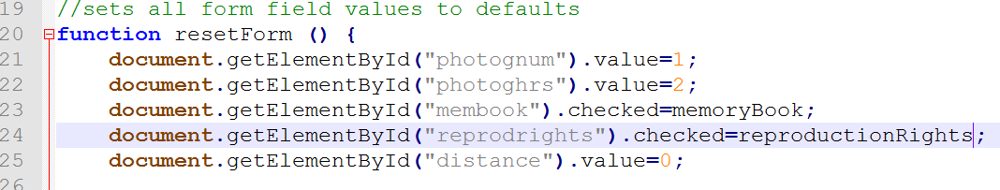 19 //sets all form field values to defaults
20 function resetForm () {
21 document.getElementById("photognum").value=1;
22 document.getElementById("photoghrs").value=2;
23 document.getElementById("membook").checked=memoryBook;
24 document.getElementById("reprodrights").checked=reproductionRights;
25 document.getElementById("distance").value=0;
26